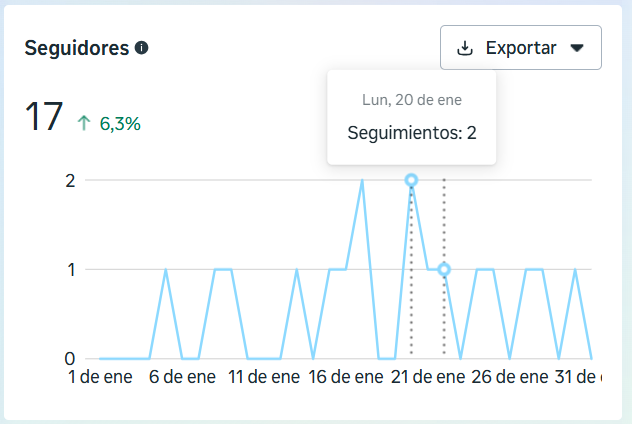 Seguidores
Exportar
Lun, 20 de ene
17 6,3%
Seguimientos: 2
2
1
0
1 de ene 6 de ene 11 de ene 16 de ene 21 de ene 26 de ene 31 de